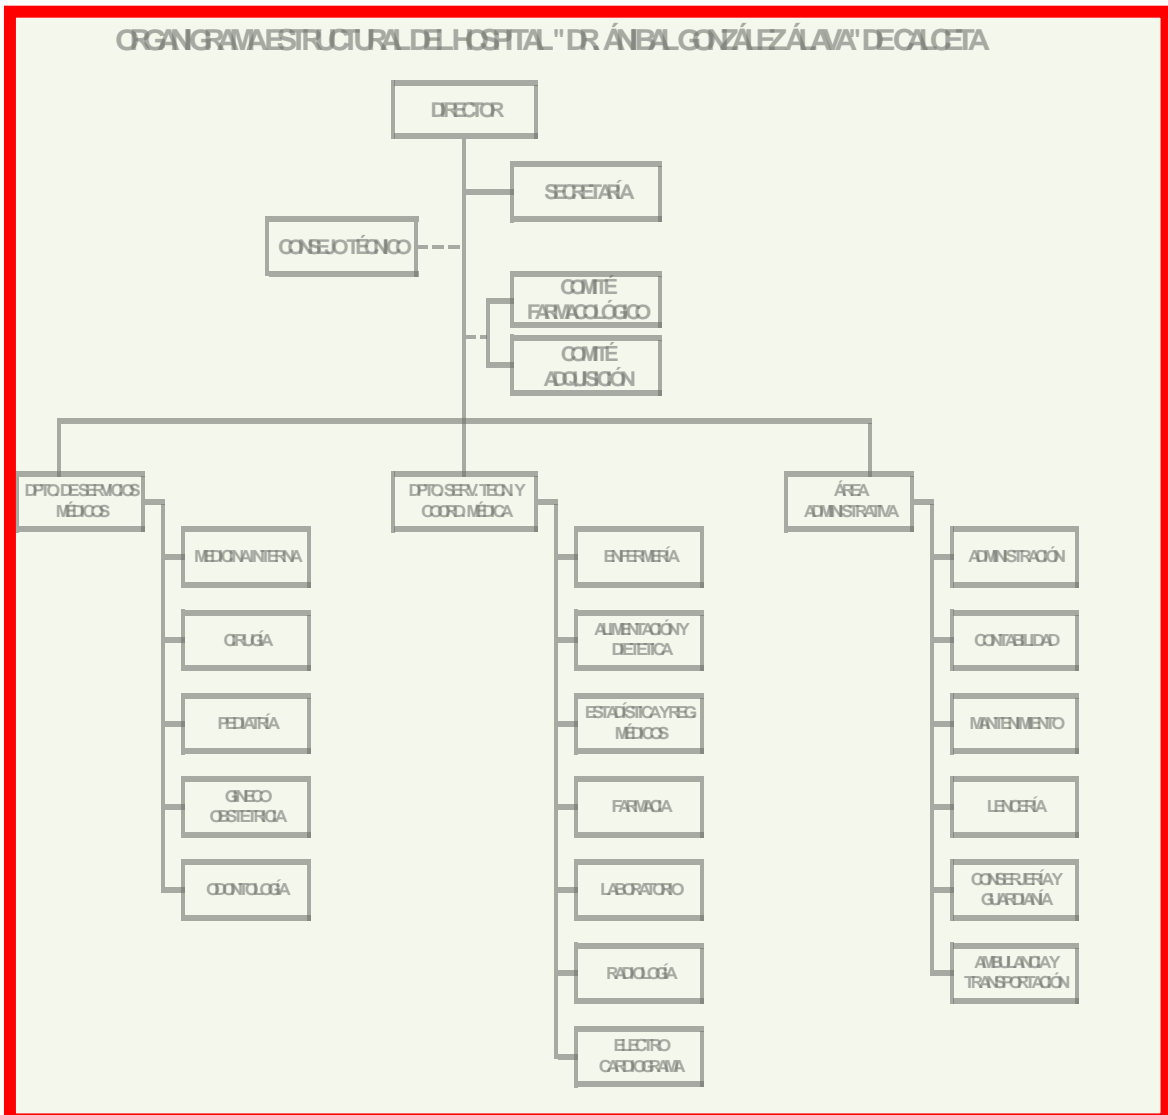 ORGANIGRAMA ESTRUCTURAL DEL HOSPITAL " DR. ÁNIBAL GONZÁLEZ ÁLAVA" DE CALCETA
DIRECTOR
SECRETARÍA
CONSEJO TÉCNICO
COMITÉ
FARMACOLÓGICO
COMITÉ
ADQUISICIÓN
DPTO. DE SERVICIOS
MÉDICOS
DPTO. SERV. TECN. Y
COORD. MÉDICA
ÁREA
ADMINISTRATIVA
MEDICINA INTERNA
CIRUGÍA
PEDIATRÍA
GINECO
OBSTETRICIA
ODONTOLOGÍA
ENFERMERÍA
ALIMENTACIÓN Y
DIETETICA
ESTADÍSTICA Y REG.
MÉDICOS
FARMACIA
LABORATORIO
RADIOLOGÍA
ELECTRO
CARDIOGRAMA
ADMINISTRACIÓN
CONTABILIDAD
MANTENIMIENTO
LENCERÍA
CONSERJERÍA Y
GUARDIANÍA
AMBULANCIA Y
TRANSPORTACIÓN